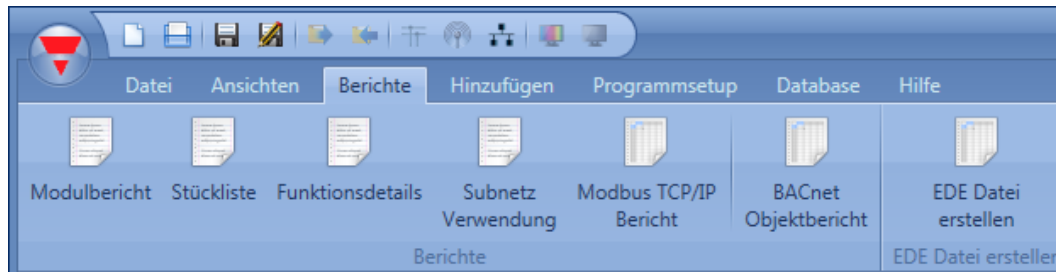 Datei Ansichten Berichte Hinzufügen Programmsetup Database Hilfe
Modulbericht Stückliste Funktionsdetails Subnetz Verwendung Modbus TCP/IP Bericht BACnet Objektbericht EDE Datei erstellen
Berichte EDE Datei erstellen